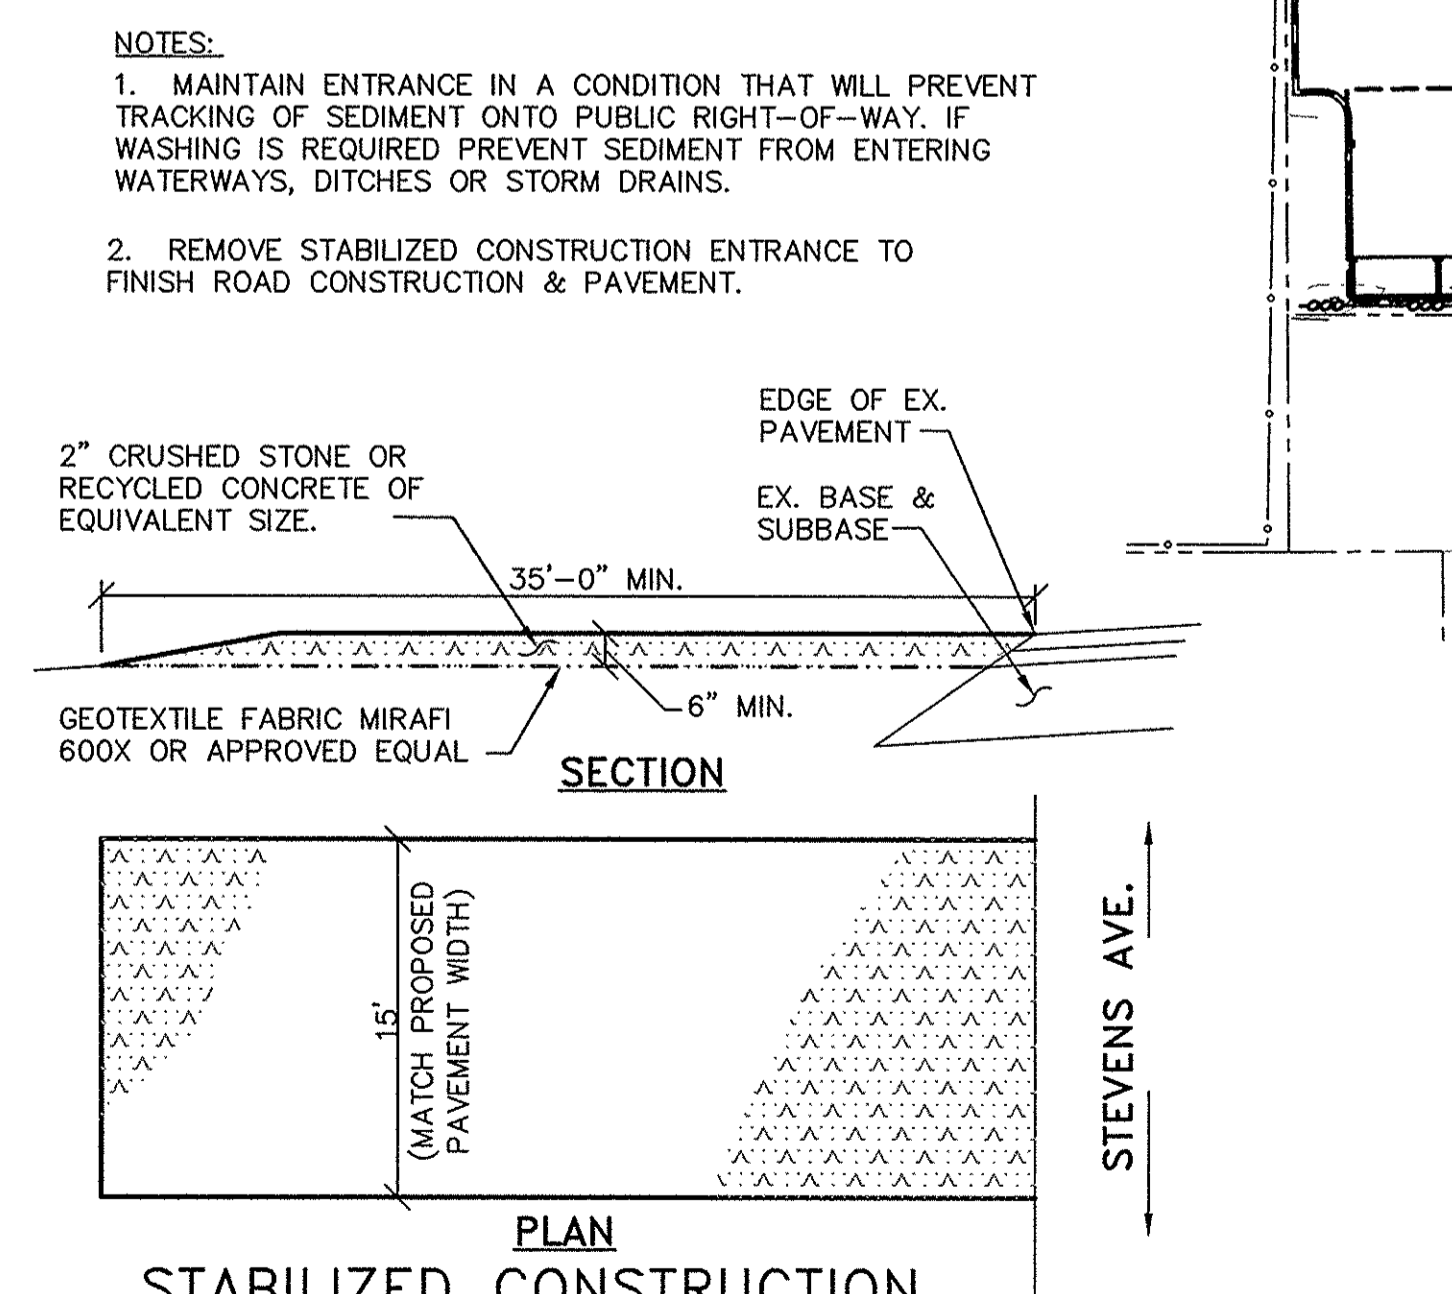 NOTES:
1. MAINTAIN ENTRANCE IN A CONDITION THAT WILL PREVENT
TRACKING OF SEDIMENT ONTO PUBLIC RIGHT-OF-WAY. IF
WASHING IS REQUIRED PREVENT SEDIMENT FROM ENTERING
WATERWAYS, DITCHES OR STORM DRAINS.
2. REMOVE STABILIZED CONSTRUCTION ENTRANCE TO
FINISH ROAD CONSTRUCTION & PAVEMENT.
EDGE OF EX.
PAVEMENT
2" CRUSHED STONE OR
RECYCLED CONCRETE OF
EQUIVALENT SIZE.
EX. BASE &
SUBBASE
35'-0" MIN.
6" MIN.
GEOTEXTILE FABRIC MIRAFI
600X OR APPROVED EQUAL
SECTION
15'
(MATCH PROPOSED
PAVEMENT WIDTH)
STEVENS AVE.
PLAN
STABILIZED CONSTRUCTION